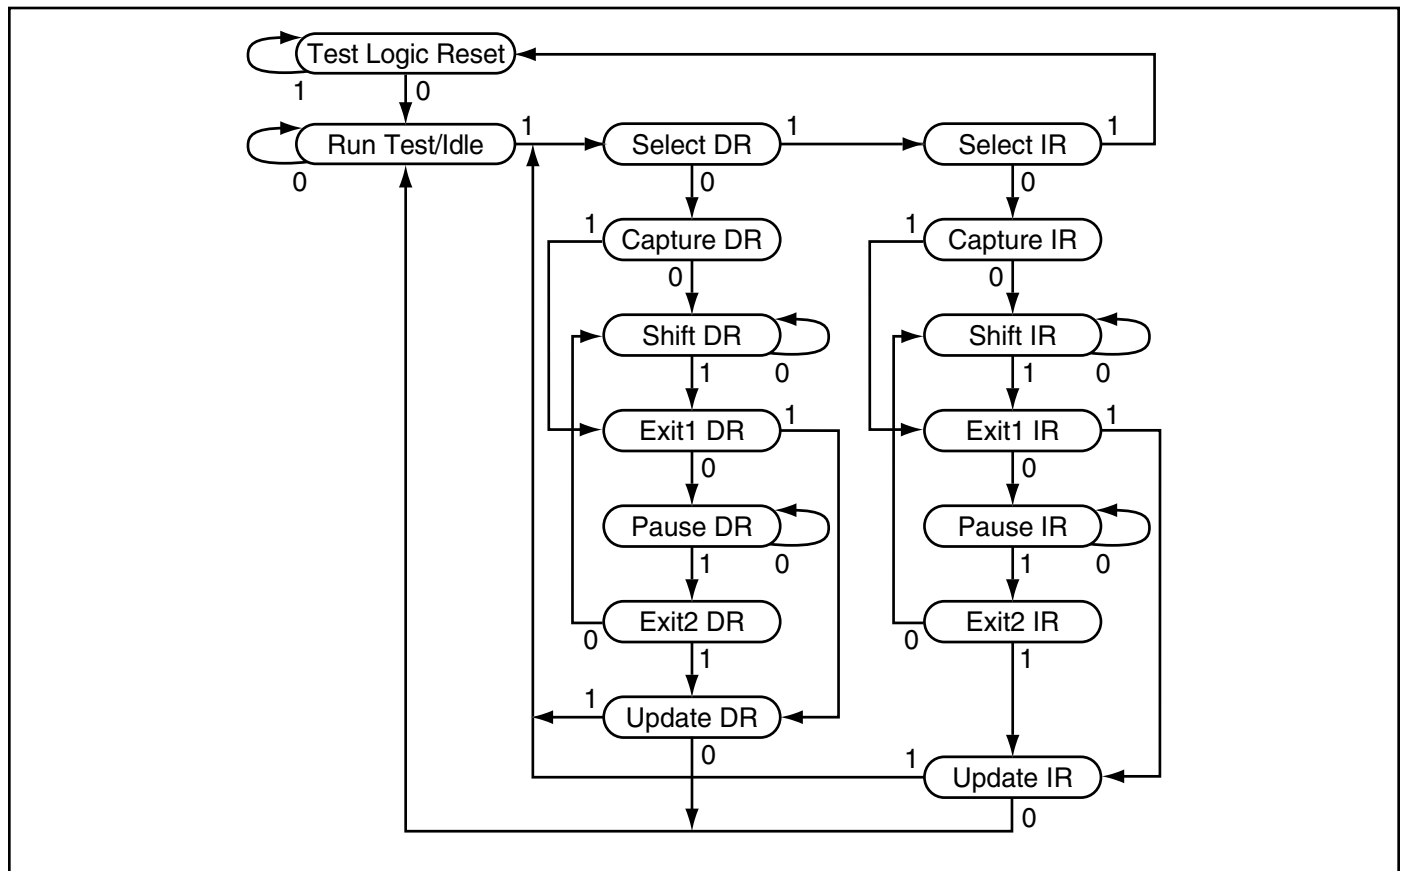 Test Logic Reset
1 0
Run Test/Idle 1 Select DR 1 Select IR 1
0 0 0
1 Capture DR 1 Capture IR
0 0
Shift DR Shift IR
1 0 1 0
Exit1 DR 1 Exit1 IR 1
0 0
Pause DR Pause IR
1 0 1 0
Exit2 DR Exit2 IR
0 1 0 1
1 Update DR
0 1 Update IR
0